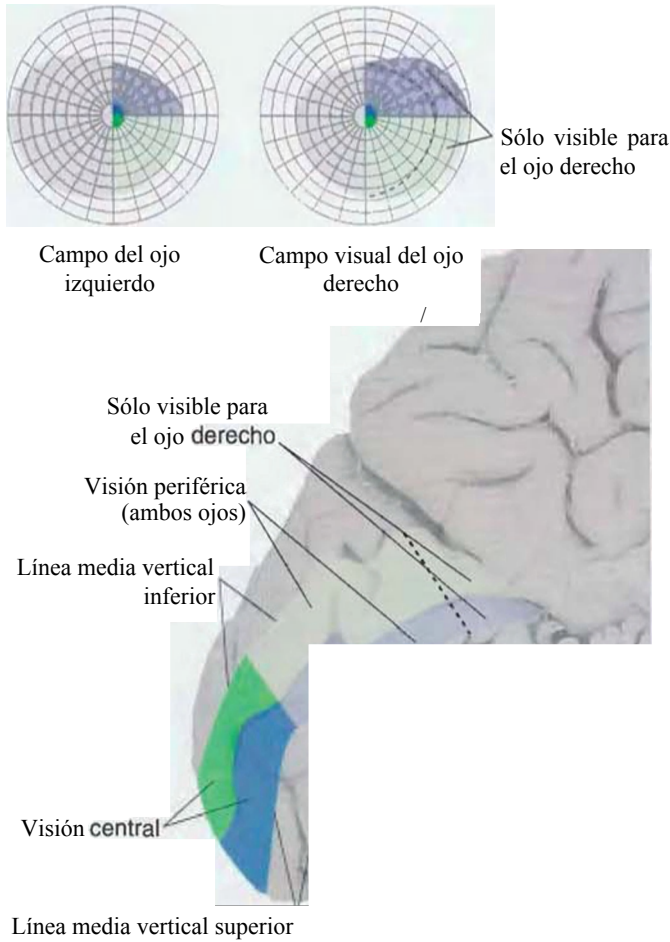 Sólo visible para
el ojo derecho
Campo del ojo
izquierdo
Campo visual del ojo
derecho
/
Sólo visible para
el ojo derecho
Visión periférica
(ambos ojos)
Línea media vertical
inferior
Visión central
Línea media vertical superior